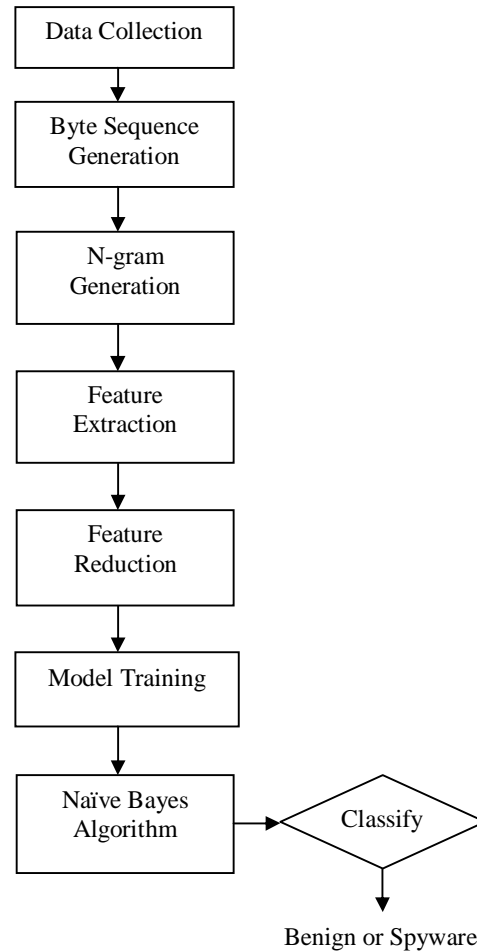 Data Collection
Byte Sequence
Generation
N-gram
Generation
Feature
Extraction
Feature
Reduction
Model Training
Naïve Bayes
Algorithm
Classify
Benign or Spyware